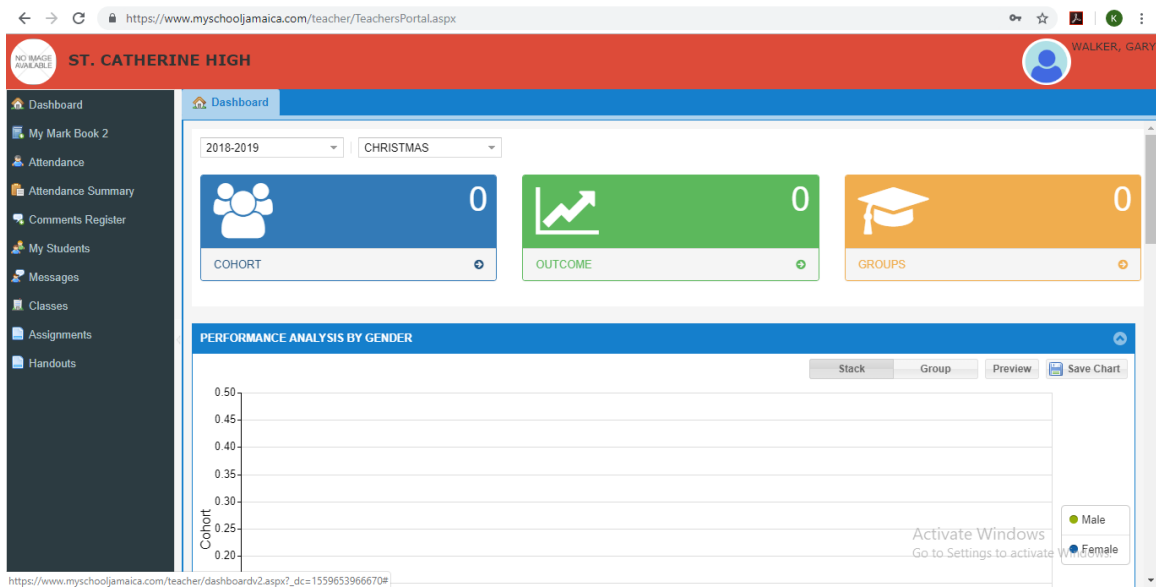 https://www.myschooljamaica.com/teacher/TeachersPortal.aspx
K
NO IMAGE
AVAILABLE
ST. CATHERINE HIGH
WALKER, GARY
Dashboard
My Mark Book 2
Attendance
Attendance Summary
Comments Register
My Students
Messages
Classes
Assignments
Handouts
Dashboard
2018-2019 CHRISTMAS
0 0 0
COHORT OUTCOME GROUPS
PERFORMANCE ANALYSIS BY GENDER
Stack Group Preview Save Chart
0.50
0.45
0.40
0.35
0.30
0.25
0.20
Cohort
Male
Female
Activate Windows
Go to Settings to activate Windows.
https://www.myschooljamaica.com/teacher/dashboardv2.aspx?_dc=1559653966670#